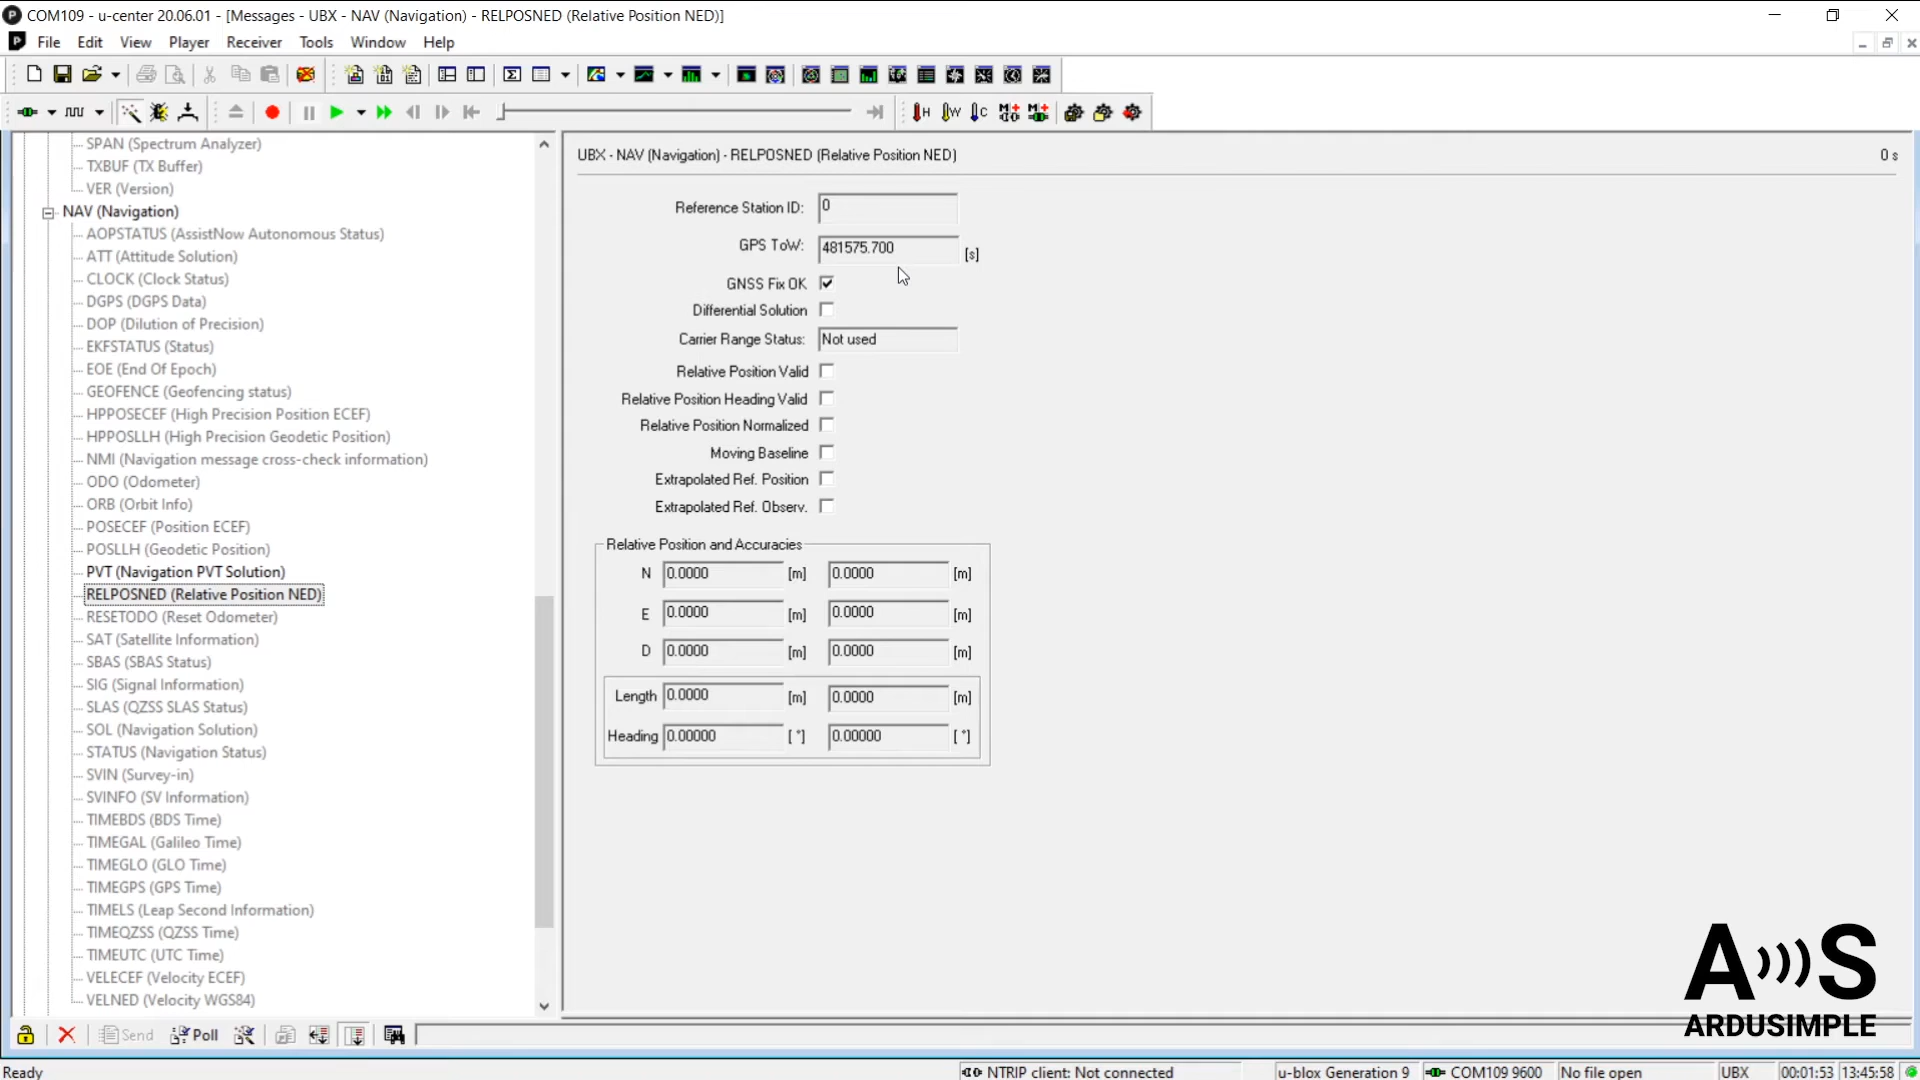 COM109 - u-center 20.06.01 - [Messages - UBX - NAV (Navigation) - RELPOSNED (Relative Position NED)]
File Edit View Player Receiver Tools Window Help
SPAN (Spectrum Analyzer)
TXBUF (TX Buffer)
VER (Version)
NAV (Navigation)
AOPSTATUS (AssistNow Autonomous Status)
ATT (Attitude Solution)
CLOCK (Clock Status)
DGPS (DGPS Data)
DOP (Dilution of Precision)
EKFSTATUS (Status)
EOE (End Of Epoch)
GEOFENCE (Geofencing status)
HPPOSECEF (High Precision Position ECEF)
HPPOSLLH (High Precision Geodetic Position)
NMI (Navigation message cross-check information)
ODO (Odometer)
ORB (Orbit Info)
POSECEF (Position ECEF)
POSLLH (Geodetic Position)
PVT (Navigation PVT Solution)
RELPOSNED (Relative Position NED)
RESETODO (Reset Odometer)
SAT (Satellite Information)
SBAS (SBAS Status)
SIG (Signal Information)
SLAS (QZSS SLAS Status)
SOL (Navigation Solution)
STATUS (Navigation Status)
SVIN (Survey-in)
SVINFO (SV Information)
TIMEBDS (BDS Time)
TIMEGAL (Galileo Time)
TIMEGLO (GLO Time)
TIMEGPS (GPS Time)
TIMELS (Leap Second Information)
TIMEQZSS (QZSS Time)
TIMEUTC (UTC Time)
VELECEF (Velocity ECEF)
VELNED (Velocity WGS84)
UBX - NAV (Navigation) - RELPOSNED (Relative Position NED) 0 s
Reference Station ID: 0
GPS ToW: 481575.700 [s]
GNSS Fix OK
Differential Solution
Carrier Range Status: Not used
Relative Position Valid
Relative Position Heading Valid
Relative Position Normalized
Moving Baseline
Extrapolated Ref. Position
Extrapolated Ref. Observ.
Relative Position and Accuracies
N 0.0000 [m] 0.0000 [m]
E 0.0000 [m] 0.0000 [m]
D 0.0000 [m] 0.0000 [m]
Length 0.0000 [m] 0.0000 [m]
Heading 0.00000 [°] 0.00000 [°]
A S
ARDUSIMPLE
Send Poll
Ready NTRIP client: Not connected u-blox Generation 9 COM109 9600 No file open UBX 00:01:53 13:45:58